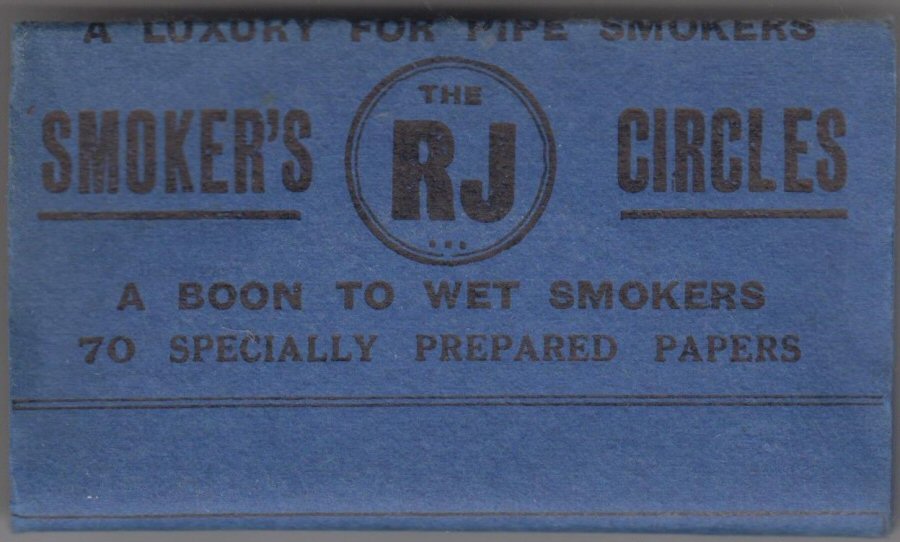 A LUXURY FOR PIPE SMOKERS
SMOKER'S THE RJ ... CIRCLES
A BOON TO WET SMOKERS
70 SPECIALLY PREPARED PAPERS